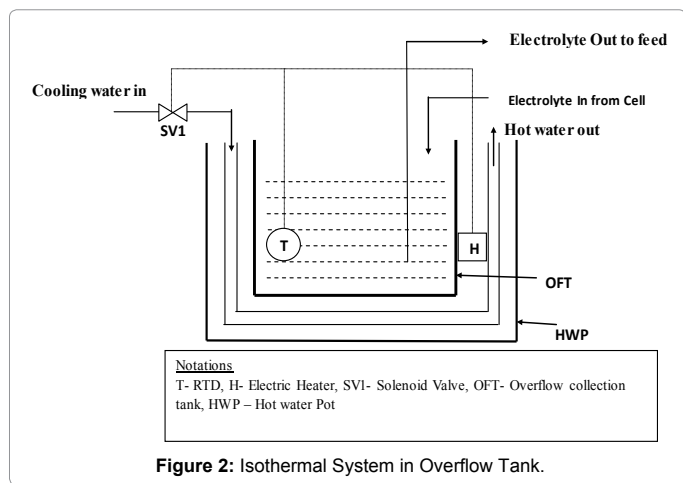 Electrolyte Out to feed
Cooling water in
Electrolyte In from Cell
SV1
Hot water out
T
H
OFT
HWP
Notations
T- RTD, H- Electric Heater, SV1- Solenoid Valve, OFT- Overflow collection
tank, HWP – Hot water Pot
Figure 2: Isothermal System in Overflow Tank.